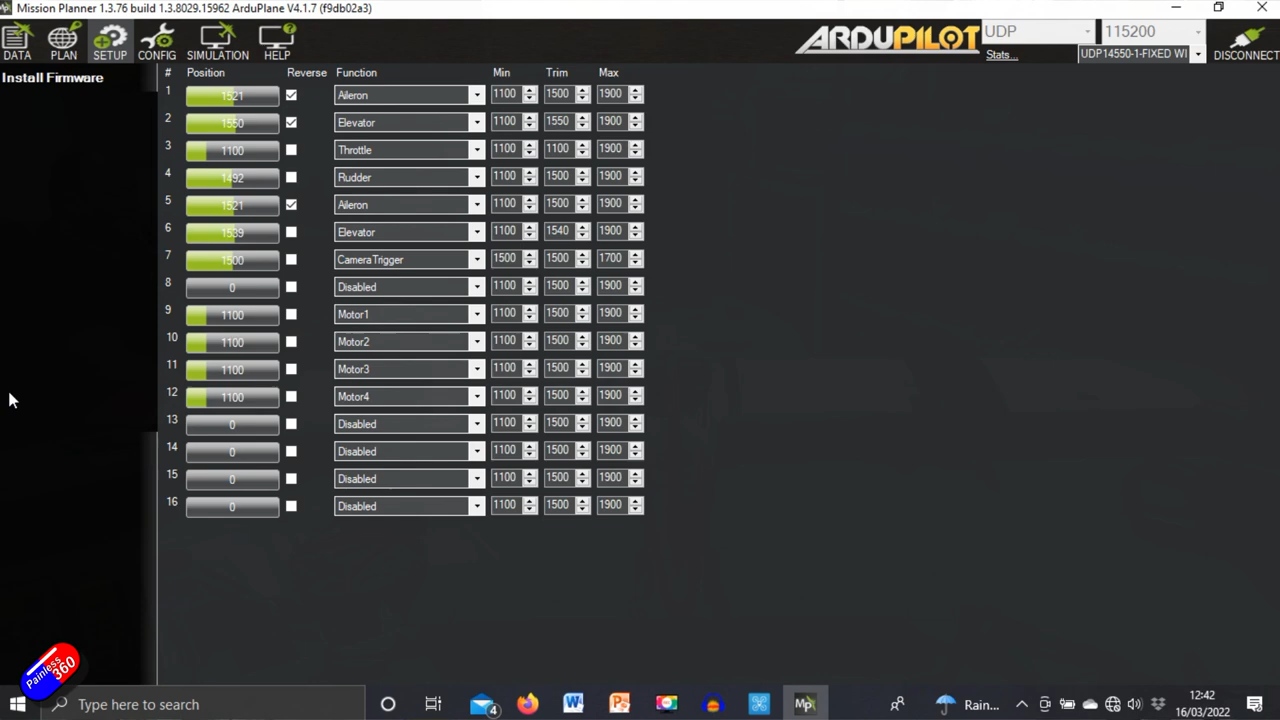 Mission Planner 1.3.76 build 1.3.8029.15962 ArduPlane V4.1.7 (f9db02a3)
DATA PLAN SETUP CONFIG SIMULATION HELP ARDUPILOT UDP 115200
Stats... UDP14550-1-FIXED WI DISCONNECT
Install Firmware
# Position Reverse Function Min Trim Max
1 1521 Aileron 1100 1500 1900
2 1550 Elevator 1100 1550 1900
3 1100 Throttle 1100 1100 1900
4 1492 Rudder 1100 1500 1900
5 1521 Aileron 1100 1500 1900
6 1539 Elevator 1100 1540 1900
7 1500 CameraTrigger 1500 1500 1700
8 0 Disabled 1100 1500 1900
9 1100 Motor1 1100 1500 1900
10 1100 Motor2 1100 1500 1900
11 1100 Motor3 1100 1500 1900
12 1100 Motor4 1100 1500 1900
13 0 Disabled 1100 1500 1900
14 0 Disabled 1100 1500 1900
15 0 Disabled 1100 1500 1900
16 0 Disabled 1100 1500 1900
Painless360
Type here to search 4 Mp Rain... 12:42
16/03/2022